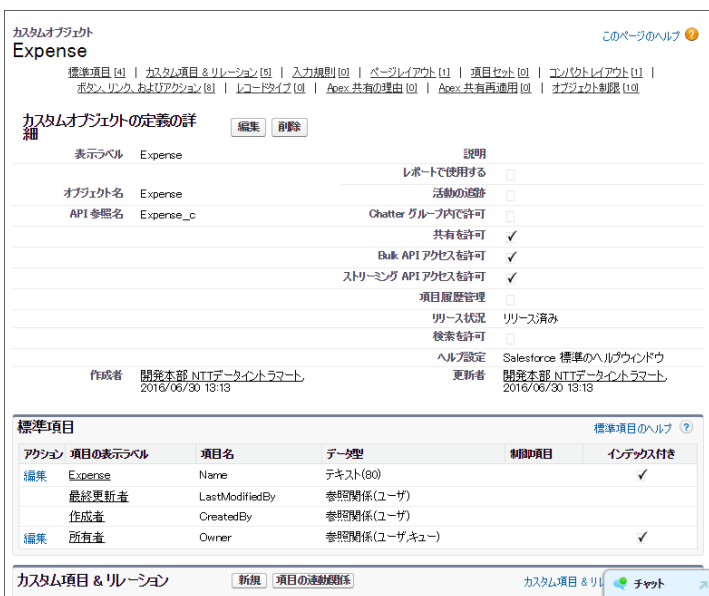 カスタムオブジェクト
Expense
このページのヘルプ
標準項目 [4] | カスタム項目 & リレーション [5] | 入力規則 [0] | ページレイアウト [1] | 項目セット [0] | コンパクトレイアウト [1] |
ボタン、リンク、およびアクション [8] | レコードタイプ [0] | Apex 共有の理由 [0] | Apex 共有再適用 [0] | オブジェクト制限 [10]
カスタムオブジェクトの定義の詳
細
編集 削除
表示ラベル Expense 説明
レポートで使用する
オブジェクト名 Expense 活動の追跡
API 参照名 Expense_c Chatter グループ内で許可
共有を許可 ✓
Bulk API アクセスを許可 ✓
ストリーミング API アクセスを許可 ✓
項目履歴管理
リリース状況 リリース済み
検索を許可
ヘルプ設定 Salesforce 標準のヘルプウィンドウ
作成者 開発本部 NTTデータイントラマート, 更新者 開発本部 NTTデータイントラマート,
2016/06/30 13:13 2016/06/30 13:13
標準項目 標準項目のヘルプ ?
アクション 項目の表示ラベル 項目名 データ型 制御項目 インデックス付き
編集 Expense Name テキスト(80) ✓
最終更新者 LastModifiedBy 参照関係(ユーザ)
作成者 CreatedBy 参照関係(ユーザ)
編集 所有者 Owner 参照関係(ユーザ,キュー) ✓
カスタム項目 & リレーション 新規 項目の連動関係 カスタム項目 & リレ
チャット